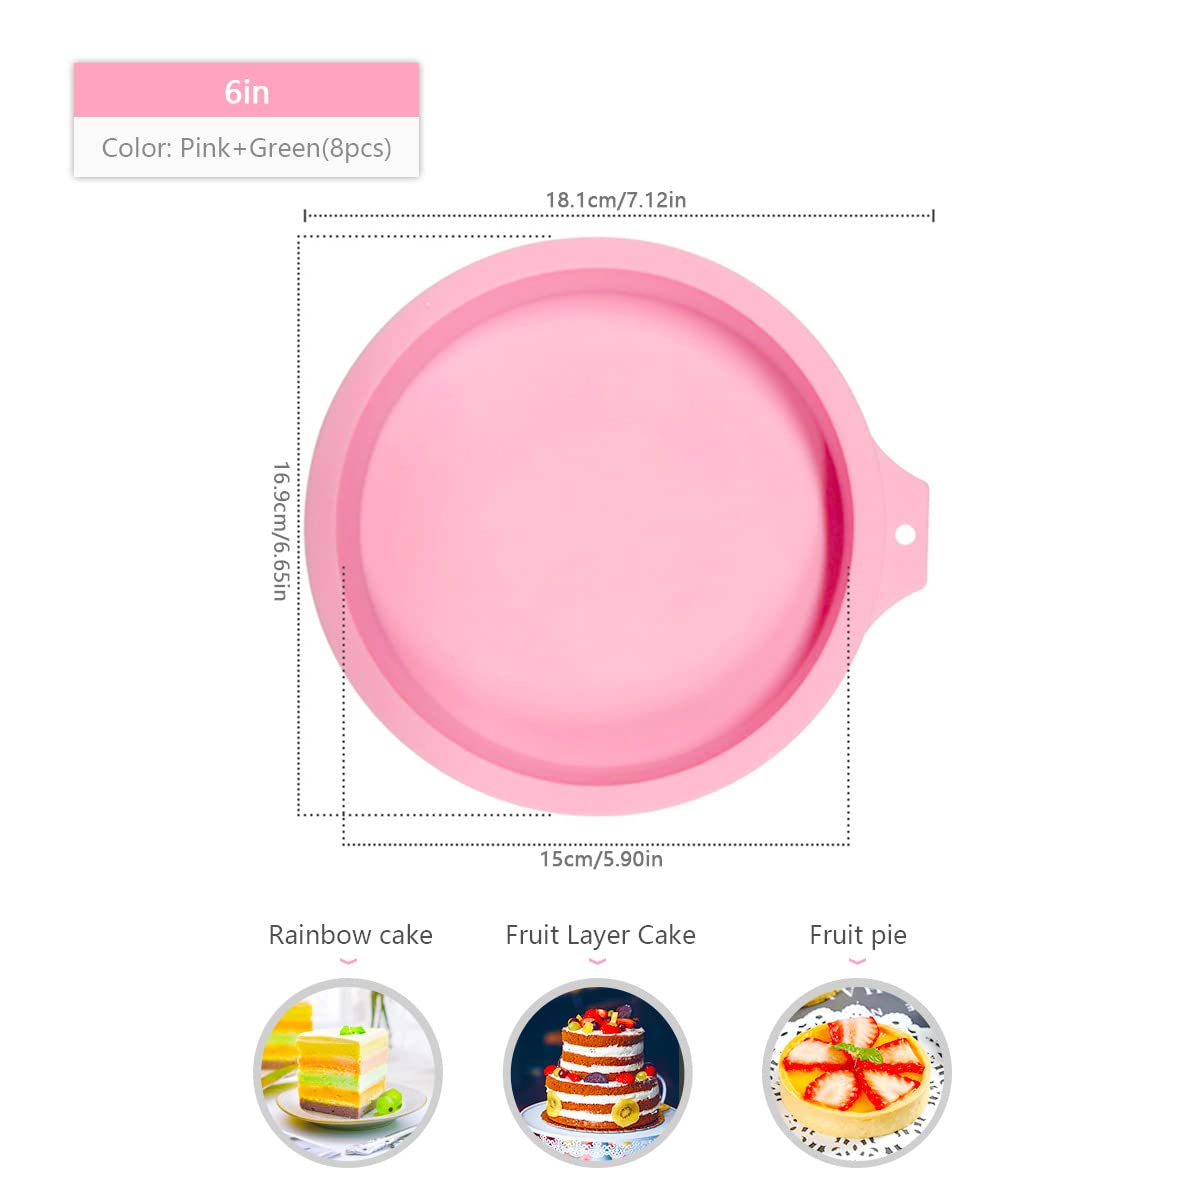 6in
Color: Pink+Green(8pcs)
18.1cm/7.12in
16.9cm/6.65in
15cm/5.90in
Rainbow cake
Fruit Layer Cake
Fruit pie